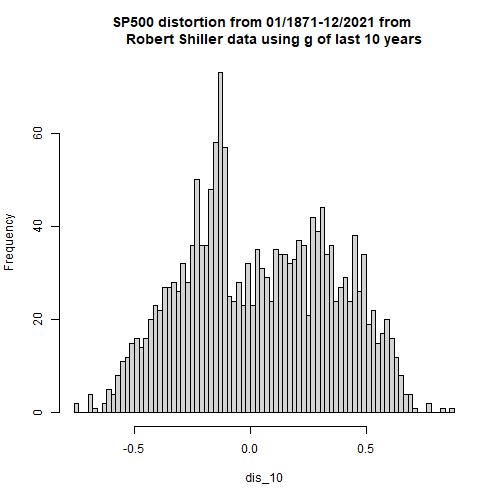 SP500 distortion from 01/1871-12/2021 from
Robert Shiller data using g of last 10 years
Frequency
60
40
20
0
-0.5
0.0
0.5
dis_10